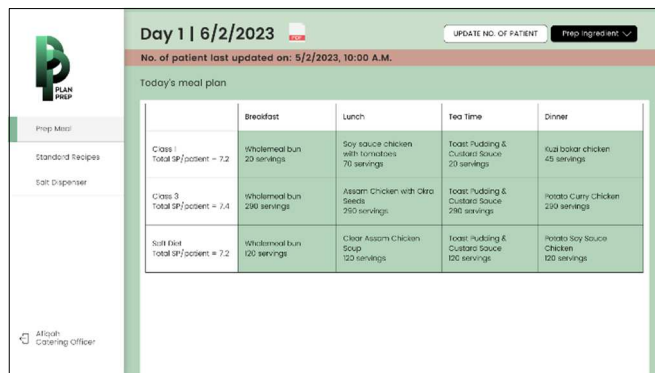 PLAN
PREP
Prep Meal
Standard Recipes
Salt Dispenser
Atiqah
Catering Officer
Day 1 | 6/2/2023
PDF
UPDATE NO. OF PATIENT
Prep Ingredient
No. of patient last updated on: 5/2/2023, 10:00 A.M.
Today's meal plan
Breakfast
Lunch
Tea Time
Dinner
Class 1
Total SP/patient = 7.2
Wholemeal bun
20 servings
Soy sauce chicken
with tomatoes
70 servings
Toast Pudding &
Custard Sauce
20 servings
Kuzi bakar chicken
45 servings
Class 3
Total SP/patient = 7.4
Wholemeal bun
290 servings
Assam Chicken with Okra
Seeds
290 servings
Toast Pudding &
Custard Sauce
290 servings
Potato Curry Chicken
290 servings
Soft Diet
Total SP/patient = 7.2
Wholemeal bun
120 servings
Clear Assam Chicken
Soup
120 servings
Toast Pudding &
Custard Sauce
120 servings
Potato Soy Sauce
Chicken
120 servings